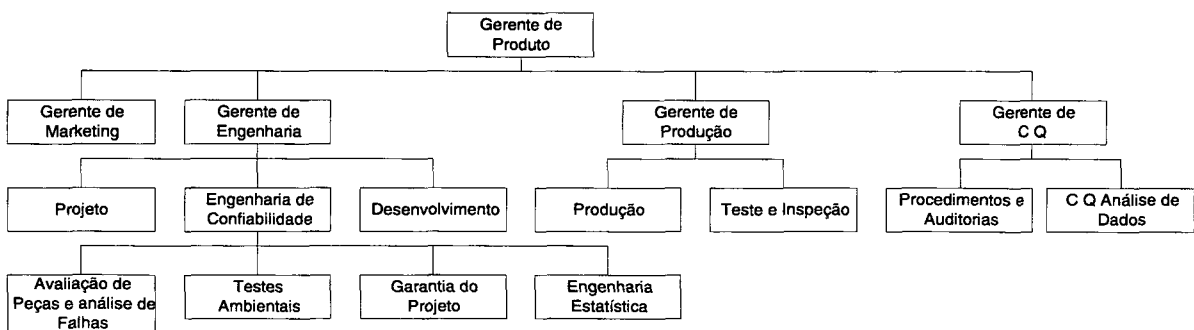 Gerente de
Produto
Gerente de
Marketing
Gerente de
Engenharia
Gerente de
Produção
Gerente de
C Q
Projeto
Engenharia de
Confiabilidade
Desenvolvimento
Produção
Teste e Inspeção
Procedimentos e
Auditorias
C Q Análise de
Dados
Avaliação de
Peças e análise de
Falhas
Testes
Ambientais
Garantia do
Projeto
Engenharia
Estatística